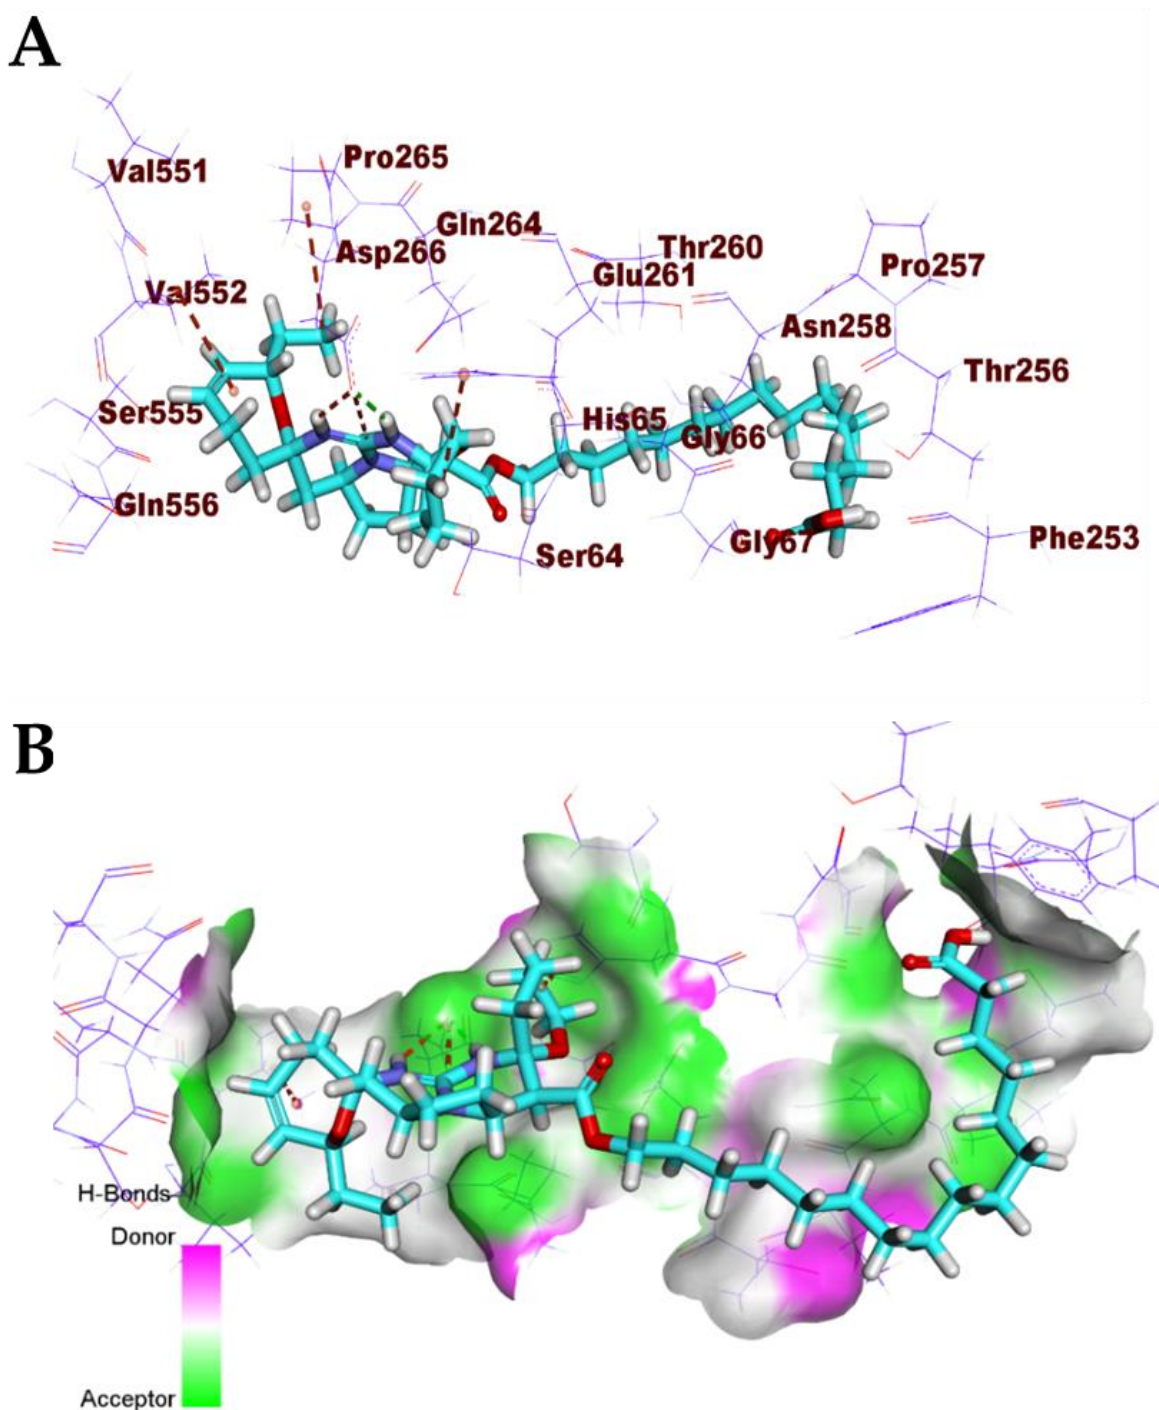 A
Val551
Pro265
Gln264
Asp266
Thr260
Glu261
Pro257
Val552
Asn258
Thr256
Ser555
His65
Gly66
Gln556
Ser64
Gly67
Phe253
B
H-Bonds
Donor
Acceptor